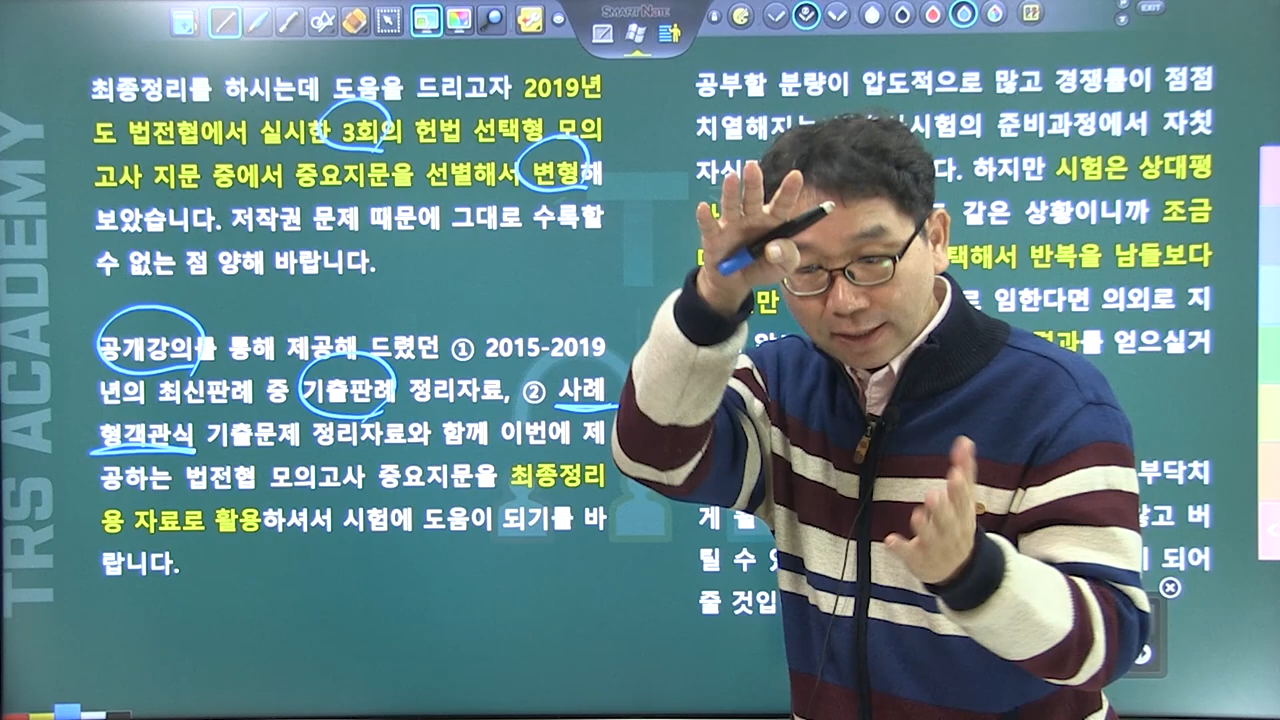 SMART NOTE
EXIT
TRS ACADEMY
최종정리를 하시는데 도움을 드리고자 2019년
도 법전협에서 실시한 3회의 헌법 선택형 모의
고사 지문 중에서 중요지문을 선별해서 변형해
보았습니다. 저작권 문제 때문에 그대로 수록할
수 없는 점 양해 바랍니다.
공개강의를 통해 제공해 드렸던 ① 2015-2019
년의 최신판례 중 기출판례 정리자료, ② 사례
형객관식 기출문제 정리자료와 함께 이번에 제
공하는 법전협 모의고사 중요지문을 최종정리
용 자료로 활용하셔서 시험에 도움이 되기를 바
랍니다.
공부할 분량이 압도적으로 많고 경쟁률이 점점
치열해지는 시험의 준비과정에서 자칫
다. 하지만 시험은 상대평
같은 상황이니까 조금
택해서 반복을 남들보다
만 로 임한다면 의외로 지
결과를 얻으실거
부닥치
게 않고 버
틸 수 되어
줄 것입